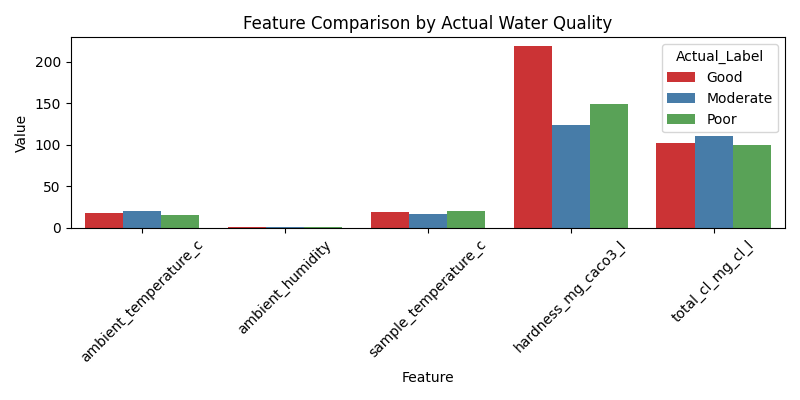 Feature Comparison by Actual Water Quality
Value
200
150
100
50
0
Actual_Label
Good
Moderate
Poor
ambient_temperature_c
ambient_humidity
sample_temperature_c
hardness_mg_caco3_l
total_cl_mg_cl_l
Feature